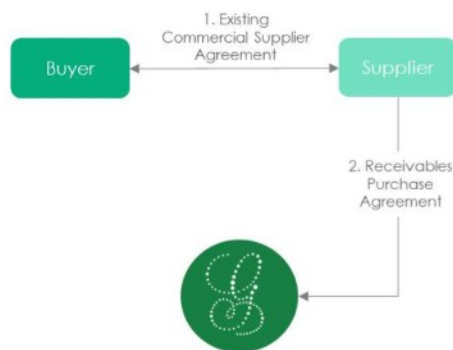 1. Existing
Commercial Supplier
Agreement
Buyer
Supplier
2. Receivables
Purchase
Agreement